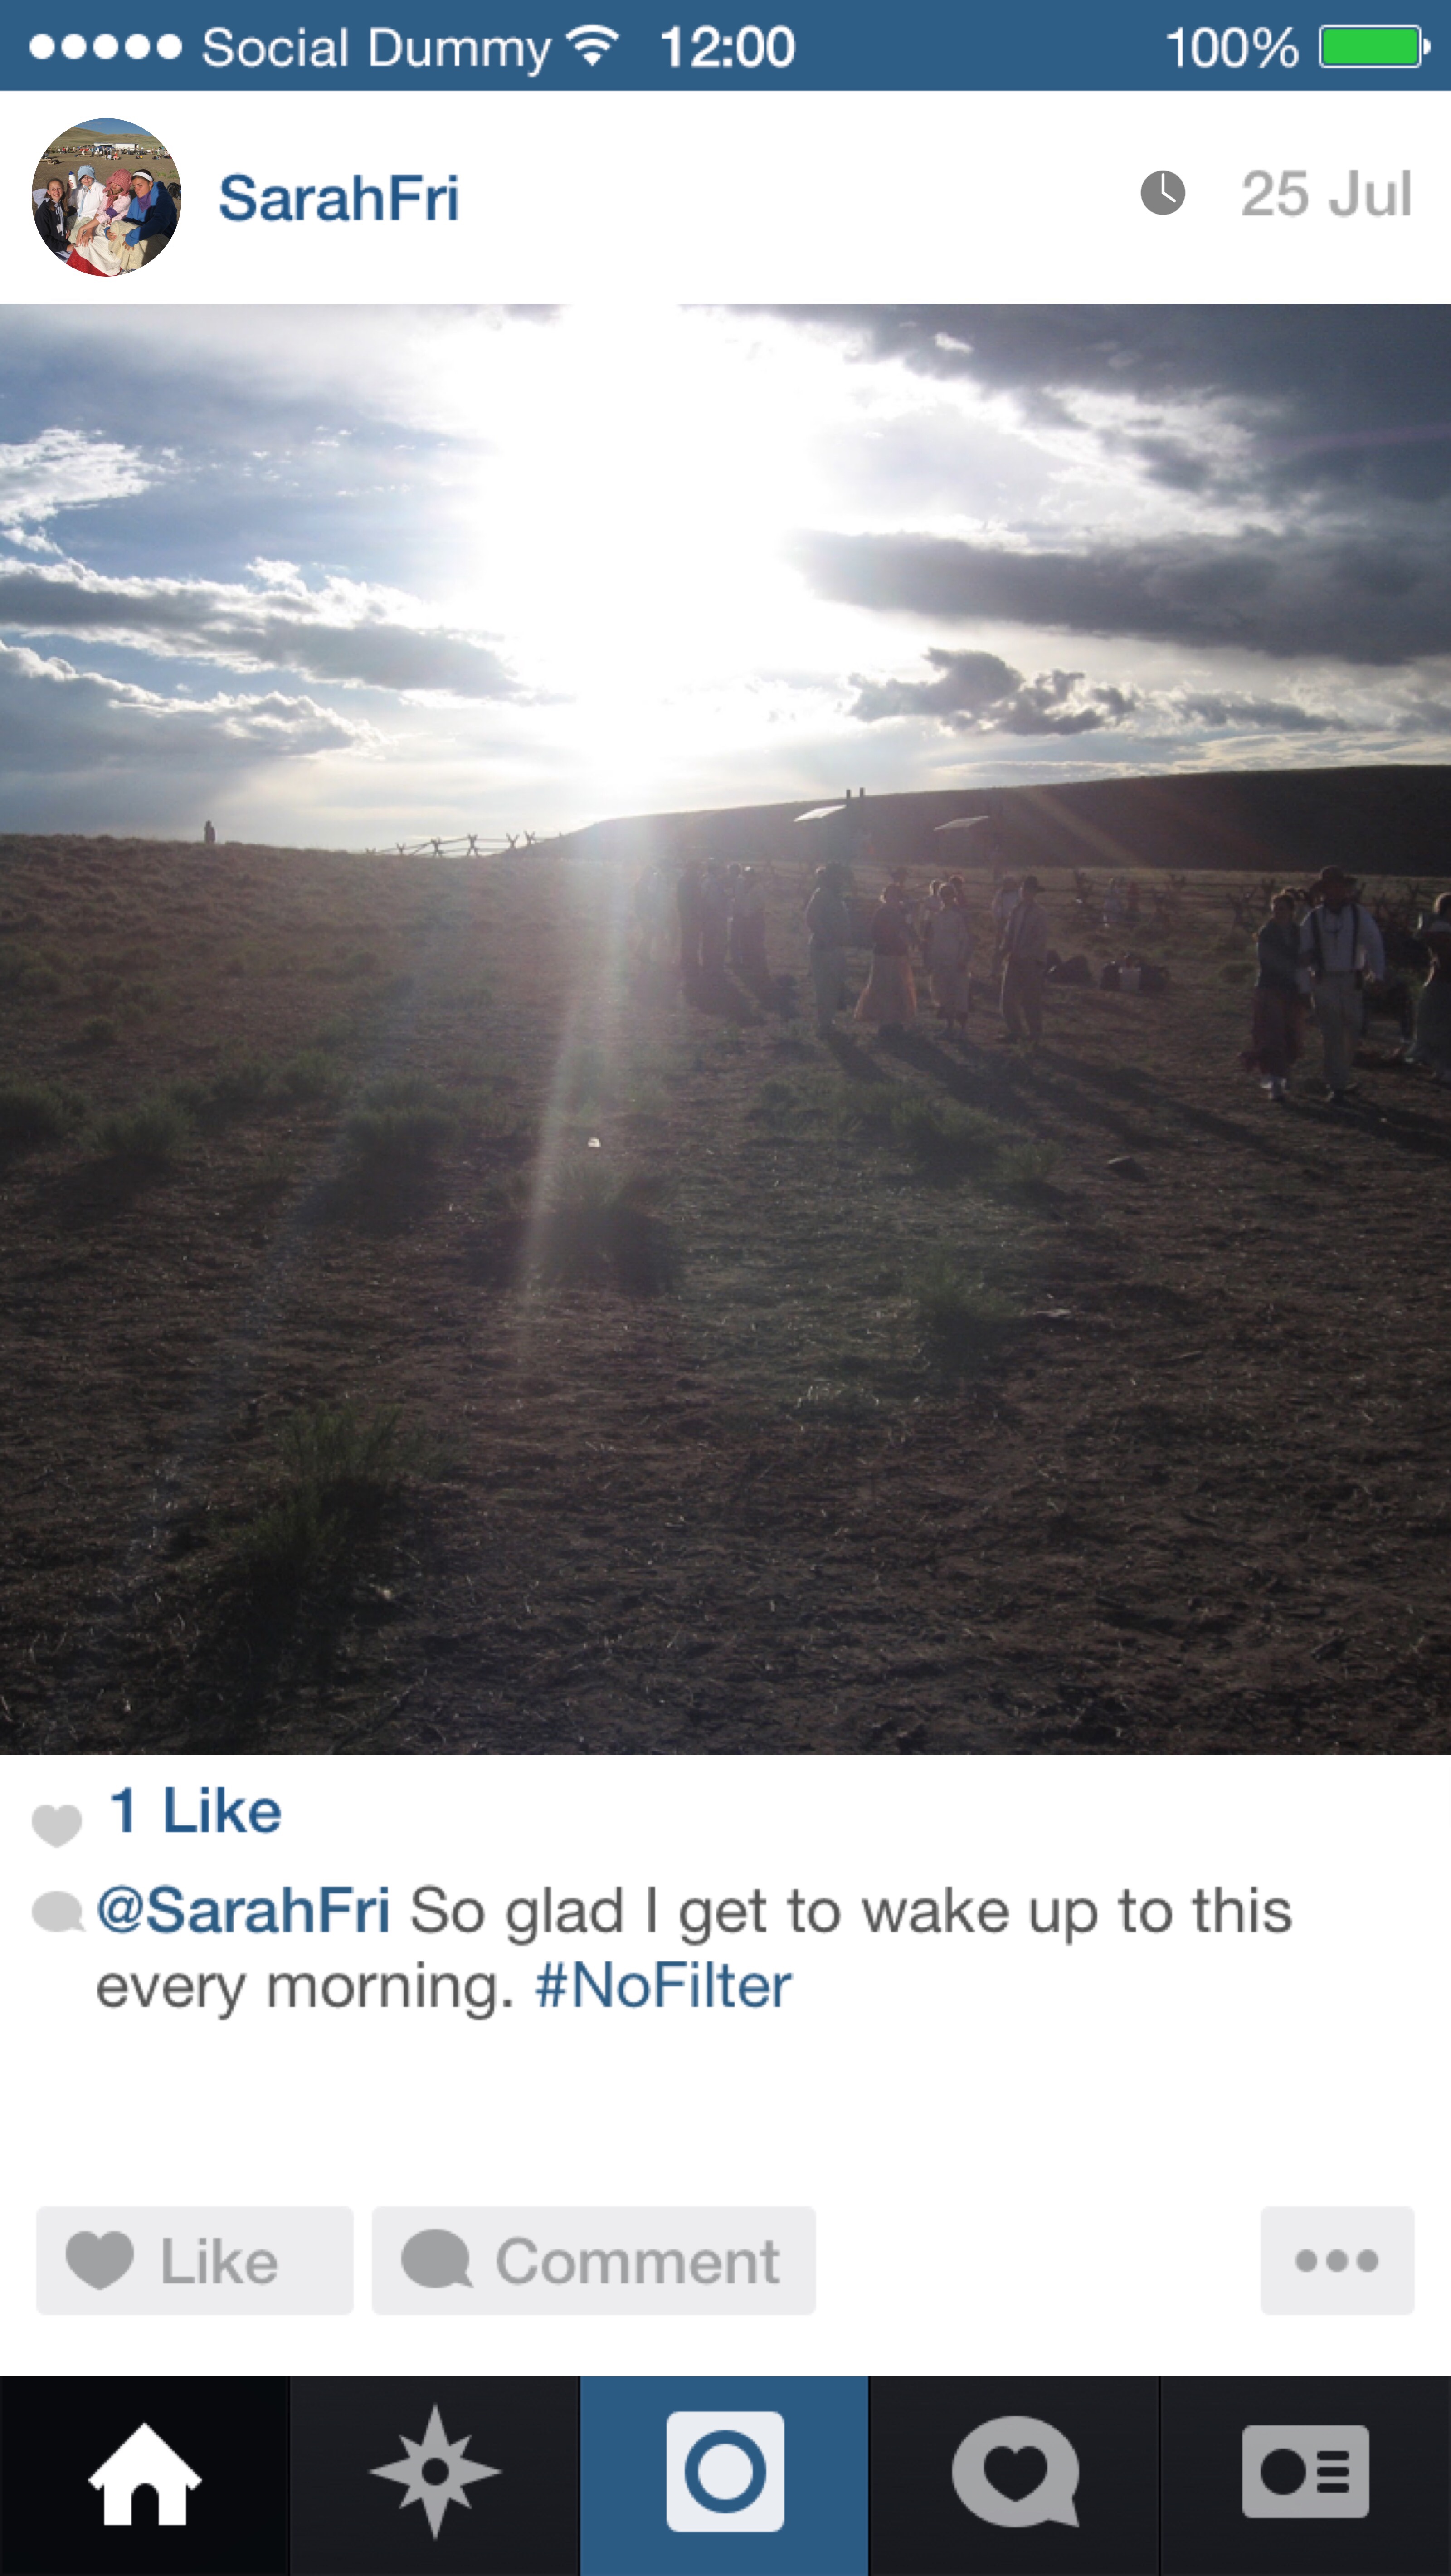 Social Dummy 12:00 100%
SarahFri 25 Jul
1 Like
@SarahFri So glad I get to wake up to this
every morning. #NoFilter
Like Comment